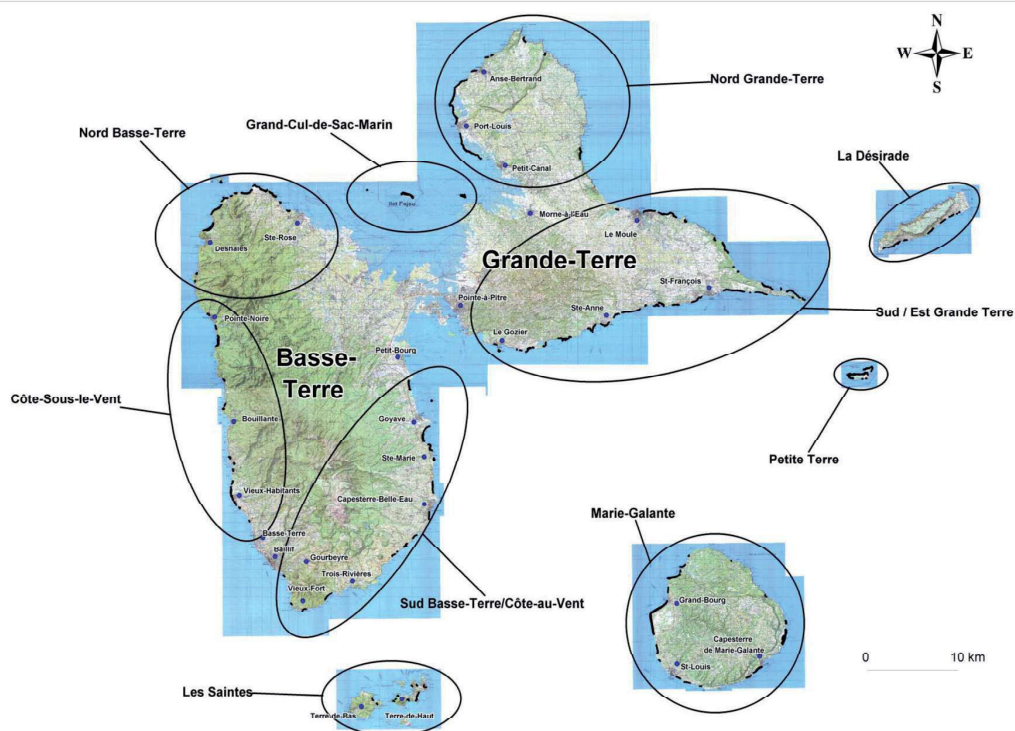 N
W E
S
Nord Grande-Terre
Anse-Bertrand
Port-Louis
Petit-Canal
Grand-Cul-de-Sac-Marin
Nord Basse-Terre
La Désirade
Morne-à-l'Eau
Le Moule
Ste-Rose
Deshaies
Grande-Terre
St-François
Pointe-à-Pitre
Ste-Anne
Sud / Est Grande Terre
Le Gozier
Pointe-Noire
Petit-Bourg
Basse-
Terre
Côte-Sous-le-Vent
Bouillante
Goyave
Ste-Marie
Petite Terre
Vieux-Habitants
Capesterre-Belle-Eau
Marie-Galante
Basse-Terre
Baillif
Gourbeyre
Trois-Rivières
Vieux-Fort
Sud Basse-Terre/Côte-au-Vent
Grand-Bourg
Capesterre
de Marie-Galante
St-Louis
0 10 km
Les Saintes
Terre-de-Bas
Terre-de-Haut